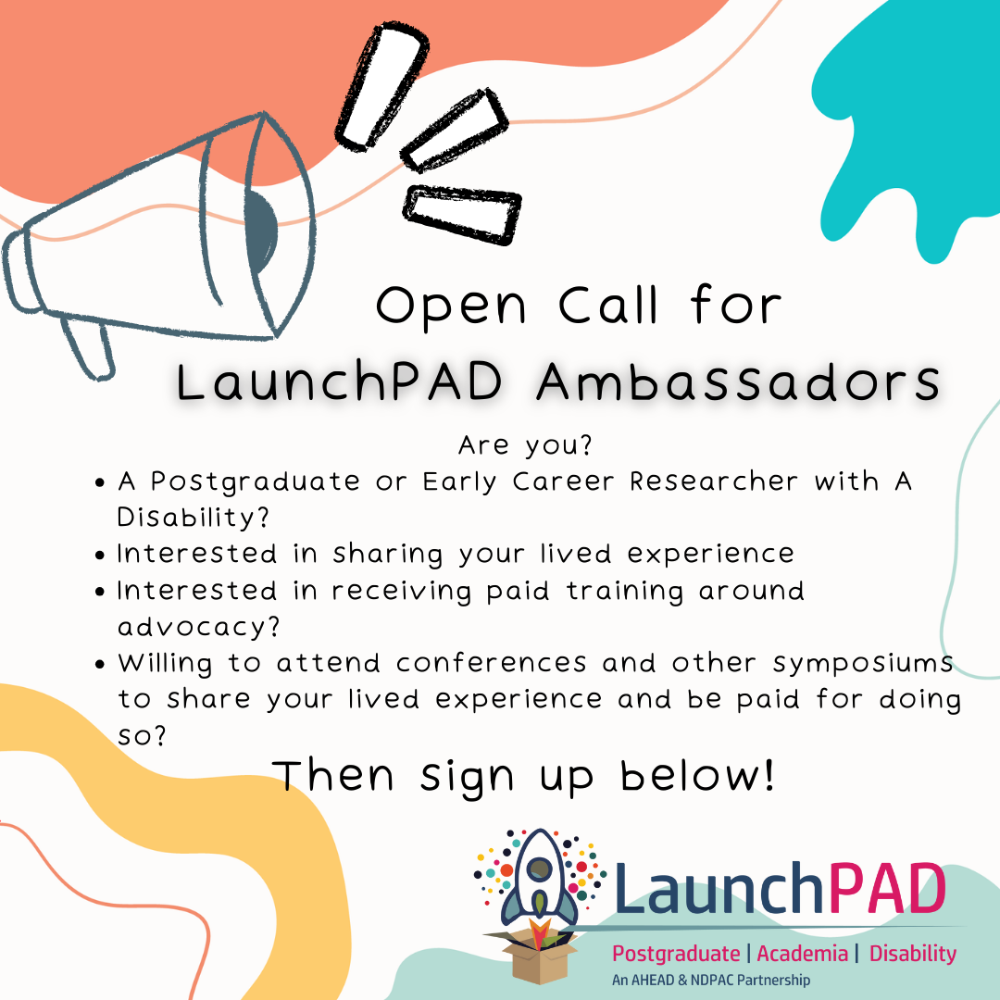 Open Call for
LaunchPAD Ambassadors
Are you?
• A Postgraduate or Early Career Researcher with A
Disability?
• Interested in sharing your lived experience
• Interested in receiving paid training around
advocacy?
• Willing to attend conferences and other symposiums
to share your lived experience and be paid for doing
so?
Then sign up below!
LaunchPAD
Postgraduate | Academia | Disability
An AHEAD & NDPAC Partnership